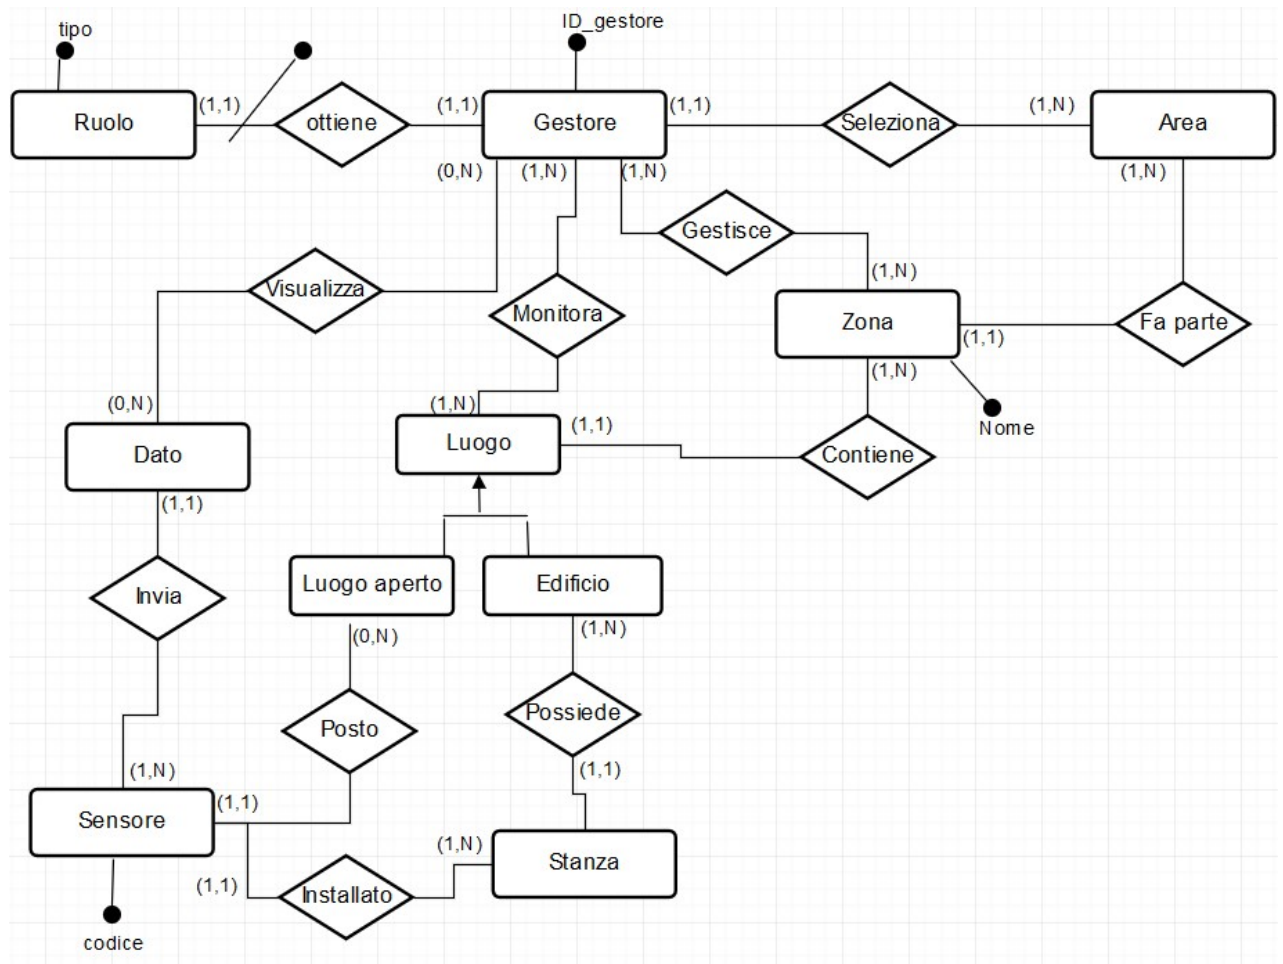 tipo
ID_gestore
Ruolo
(1,1)
ottiene
(1,1)
Gestore
(1,1)
Seleziona
(1,N)
Area
(0,N)
(1,N)
(1,N)
(1,N)
Gestisce
Visualizza
(1,N)
Monitora
Zona
(1,1)
Fa parte
(1,N)
Nome
(0,N)
(1,N)
(1,1)
Dato
Luogo
Contiene
(1,1)
Luogo aperto
Edificio
Invia
(0,N)
(1,N)
Posto
Possiede
(1,N)
(1,1)
Sensore
(1,1)
(1,N)
Stanza
(1,1)
Installato
codice